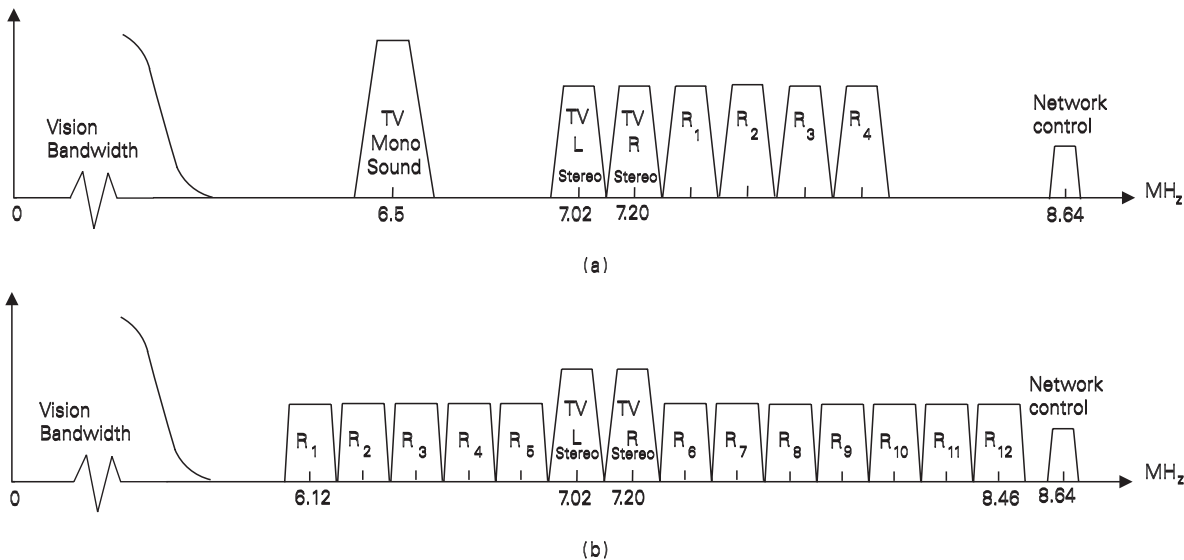 Vision
Bandwidth
TV
Mono
Sound
TV
L
Stereo
TV
R
Stereo
R1
R2
R3
R4
Network
control
MHz
0
6.5
7.02
7.20
8.64
(a)
Vision
Bandwidth
R1
R2
R3
R4
R5
TV
L
Stereo
TV
R
Stereo
R6
R7
R8
R9
R10
R11
R12
Network
control
MHz
0
6.12
7.02
7.20
8.46
8.64
(b)